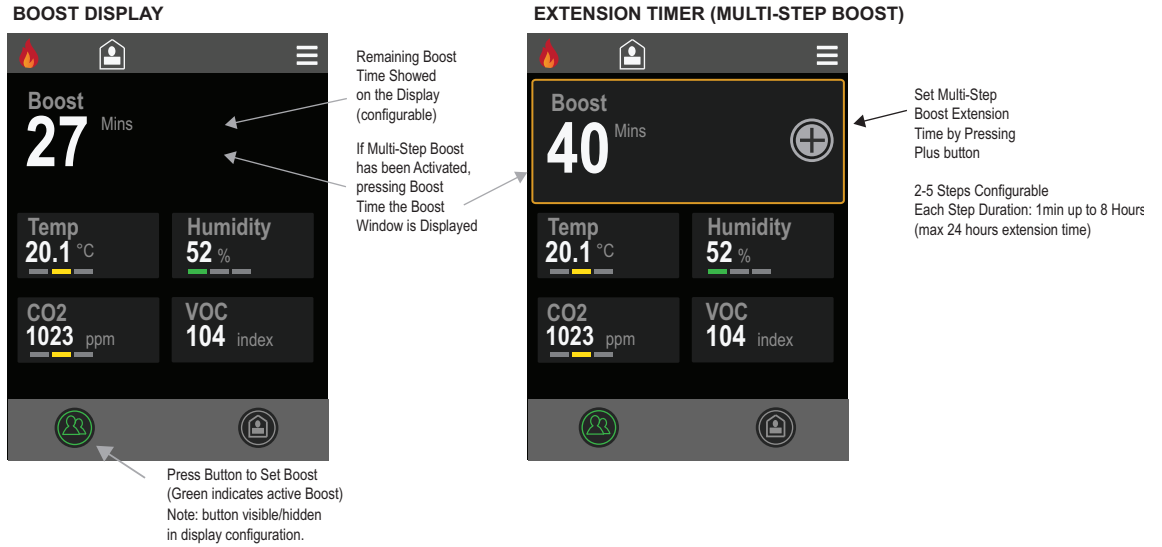 BOOST DISPLAY
Boost
27 Mins
Temp
20.1 °C
Humidity
52 %
CO2
1023 ppm
VOC
104 index
Remaining Boost
Time Showed
on the Display
(configurable)
If Multi-Step Boost
has been Activated,
pressing Boost
Time the Boost
Window is Displayed
Press Button to Set Boost
(Green indicates active Boost)
Note: button visible/hidden
in display configuration.
EXTENSION TIMER (MULTI-STEP BOOST)
Boost
40 Mins
Temp
20.1 °C
Humidity
52 %
CO2
1023 ppm
VOC
104 index
Set Multi-Step
Boost Extension
Time by Pressing
Plus button
2-5 Steps Configurable
Each Step Duration: 1min up to 8 Hours
(max 24 hours extension time)